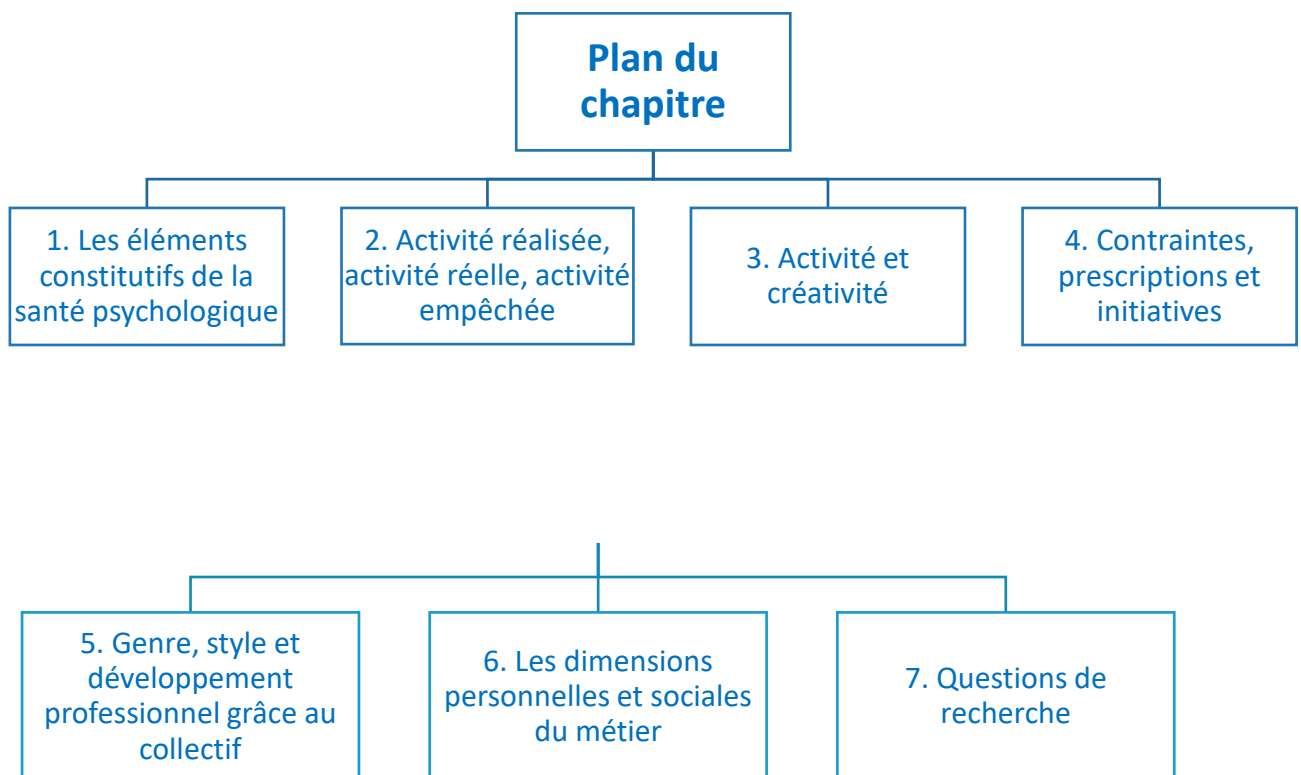 Plan du
chapitre
1. Les éléments
constitutifs de la
santé psychologique
2. Activité réalisée,
activité réelle, activité
empêchée
3. Activité et
créativité
4. Contraintes,
prescriptions et
initiatives
5. Genre, style et
développement
professionnel grâce au
collectif
6. Les dimensions
personnelles et sociales
du métier
7. Questions de
recherche